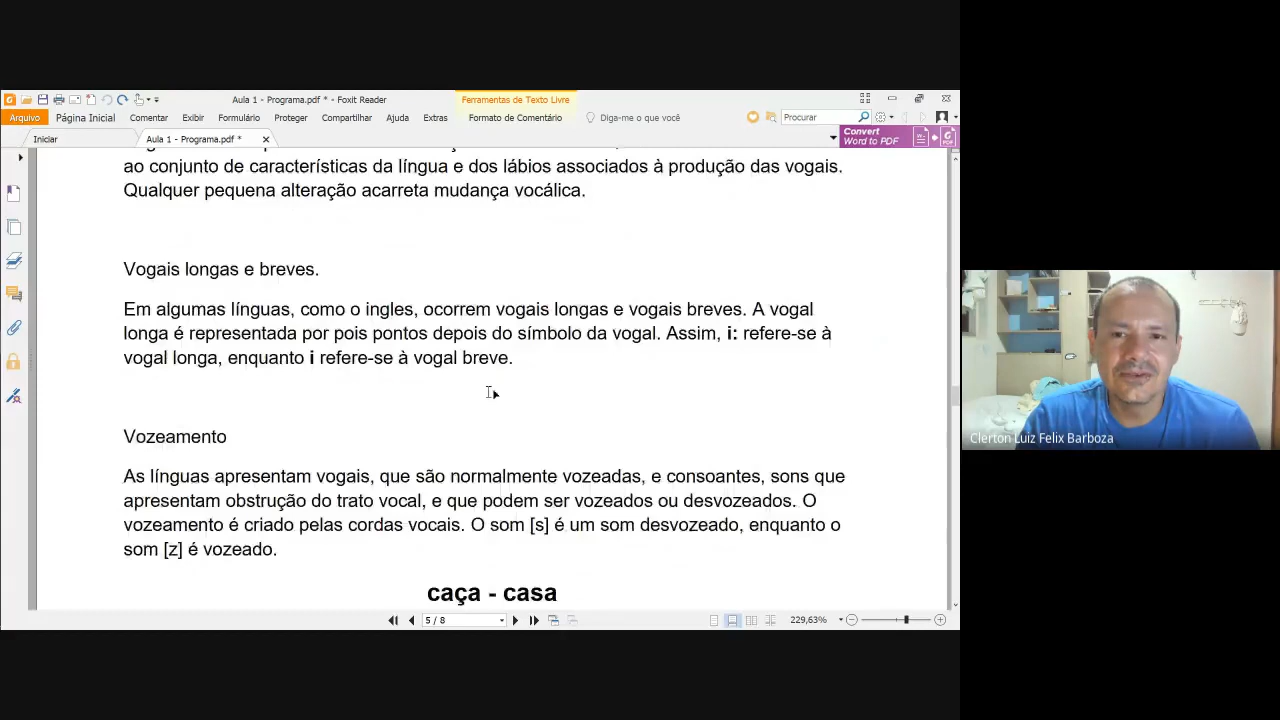 Aula 1 - Programa.pdf * - Foxit Reader
Ferramentas de Texto Livre
Arquivo
Página Inicial
Comentar
Exibir
Formulário
Proteger
Compartilhar
Ajuda
Extras
Formato de Comentário
Diga-me o que você
Procurar
Iniciar
Aula 1 - Programa.pdf *
Convert
Word to PDF
ao conjunto de características da língua e dos lábios associados à produção das vogais.
Qualquer pequena alteração acarreta mudança vocálica.
Vogais longas e breves.
Em algumas línguas, como o ingles, ocorrem vogais longas e vogais breves. A vogal
longa é representada por pois pontos depois do símbolo da vogal. Assim, i: refere-se à
vogal longa, enquanto i refere-se à vogal breve.
Vozeamento
As línguas apresentam vogais, que são normalmente vozeadas, e consoantes, sons que
apresentam obstrução do trato vocal, e que podem ser vozeados ou desvozeados. O
vozeamento é criado pelas cordas vocais. O som [s] é um som desvozeado, enquanto o
som [z] é vozeado.
caça - casa
5 / 8
229,63%
Clerton Luiz Felix Barboza